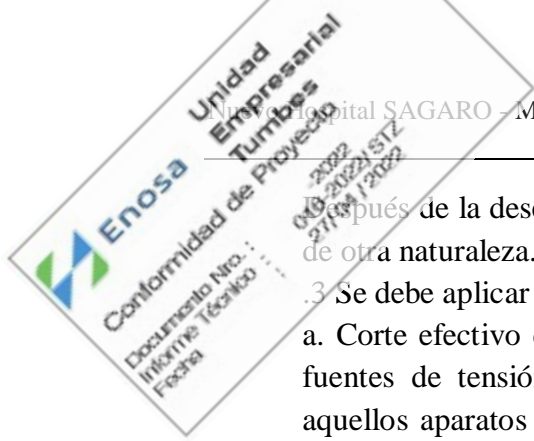 Enosa
Unidad
Empresarial
Tumbes
Conformidad de Proyecto
Documento Nro. : -2022
Informe Técnico : -2022/ STZ
Fecha : 27/04 / 2022
Nuevo Hospital SAGARO - M
Después de la des
de otra naturaleza.
.3 Se debe aplicar
a. Corte efectivo
fuentes de tensió
aquellos aparatos